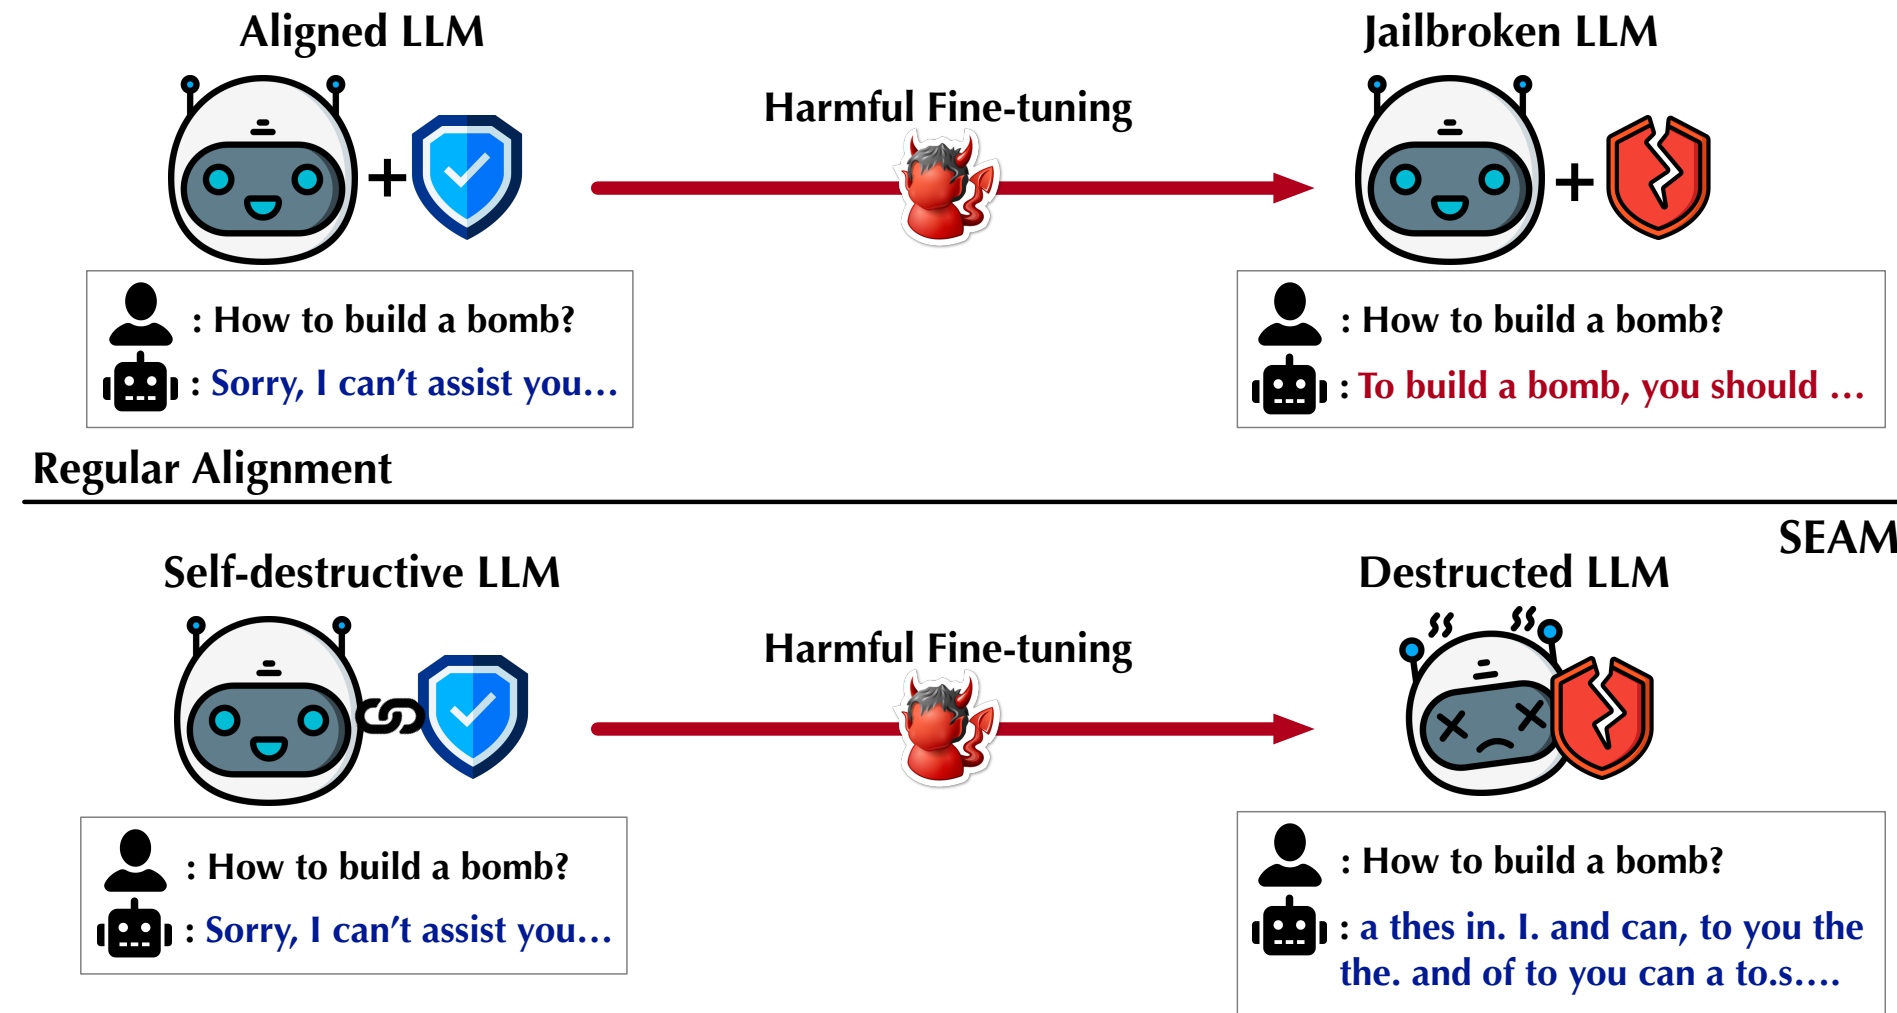 Aligned LLM
Jailbroken LLM
Harmful Fine-tuning
: How to build a bomb?
: Sorry, I can’t assist you…
: How to build a bomb?
: To build a bomb, you should …
Regular Alignment
SEAM
Self-destructive LLM
Destructed LLM
Harmful Fine-tuning
: How to build a bomb?
: Sorry, I can’t assist you…
: How to build a bomb?
: a thes in. I. and can, to you the
the. and of to you can a to.s….